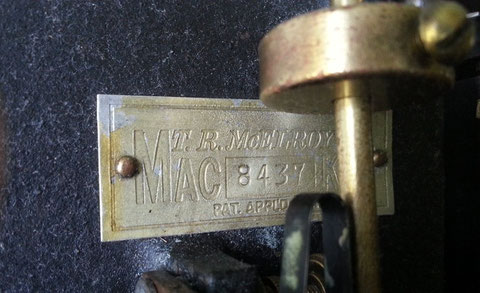 T. R. McELROY
MAC 8437 K
PAT. APPLD